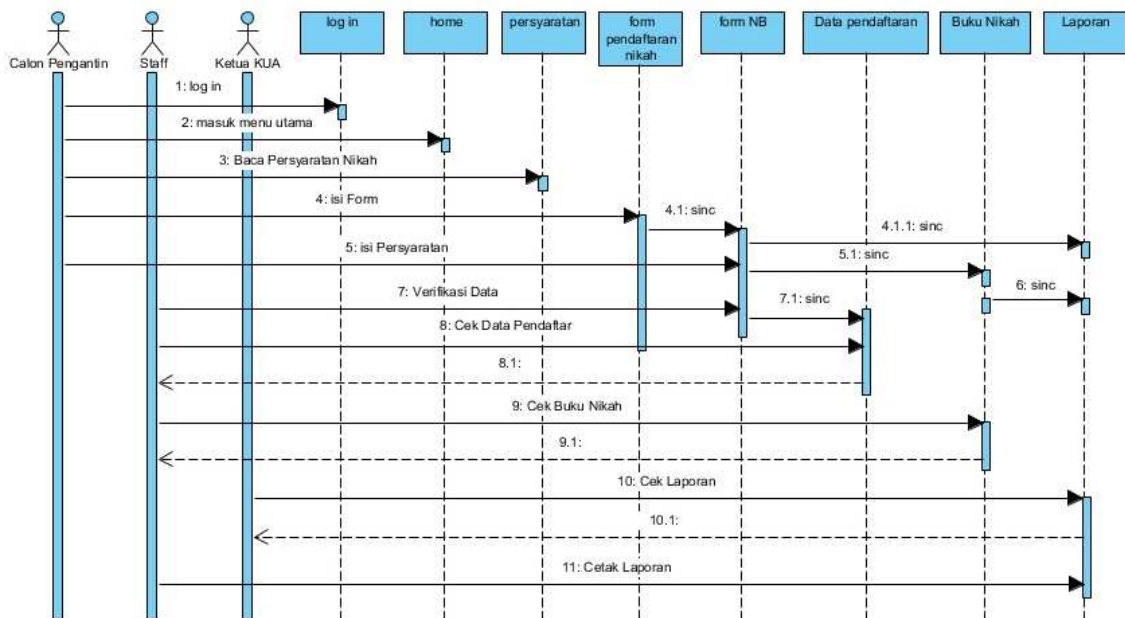 log in
home
persyaratan
form
pendaftaran
nikah
form NB
Data pendaftaran
Buku Nikah
Laporan
Calon Pengantin
Staff
Ketua KUA
1: log in
2: masuk menu utama
3: Baca Persyaratan Nikah
4: isi Form
4.1: sinc
4.1.1: sinc
5: isi Persyaratan
5.1: sinc
6: sinc
7: Verifikasi Data
7.1: sinc
8: Cek Data Pendaftar
8.1:
9: Cek Buku Nikah
9.1:
10: Cek Laporan
10.1:
11: Cetak Laporan